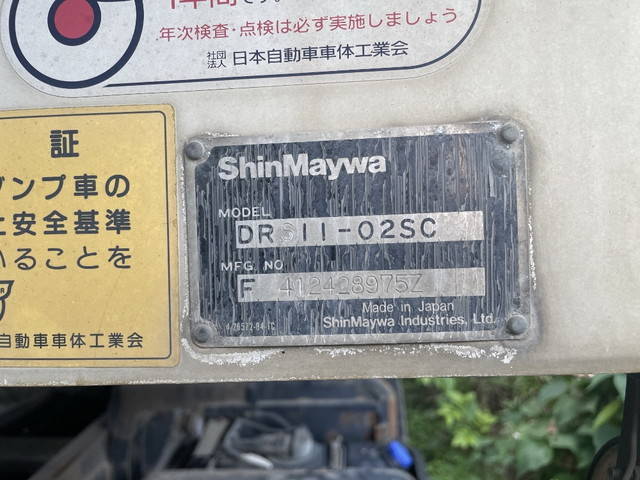 年次検査・点検は必ず実施しましょう
社団法人 日本自動車車体工業会
証
ダンプ車の
安全基準
いることを
自動車車体工業会
ShinMaywa
MODEL
DR 11-02SC
MFG. NO
F 412428975Z
Made in Japan
ShinMaywa Industries, Ltd.